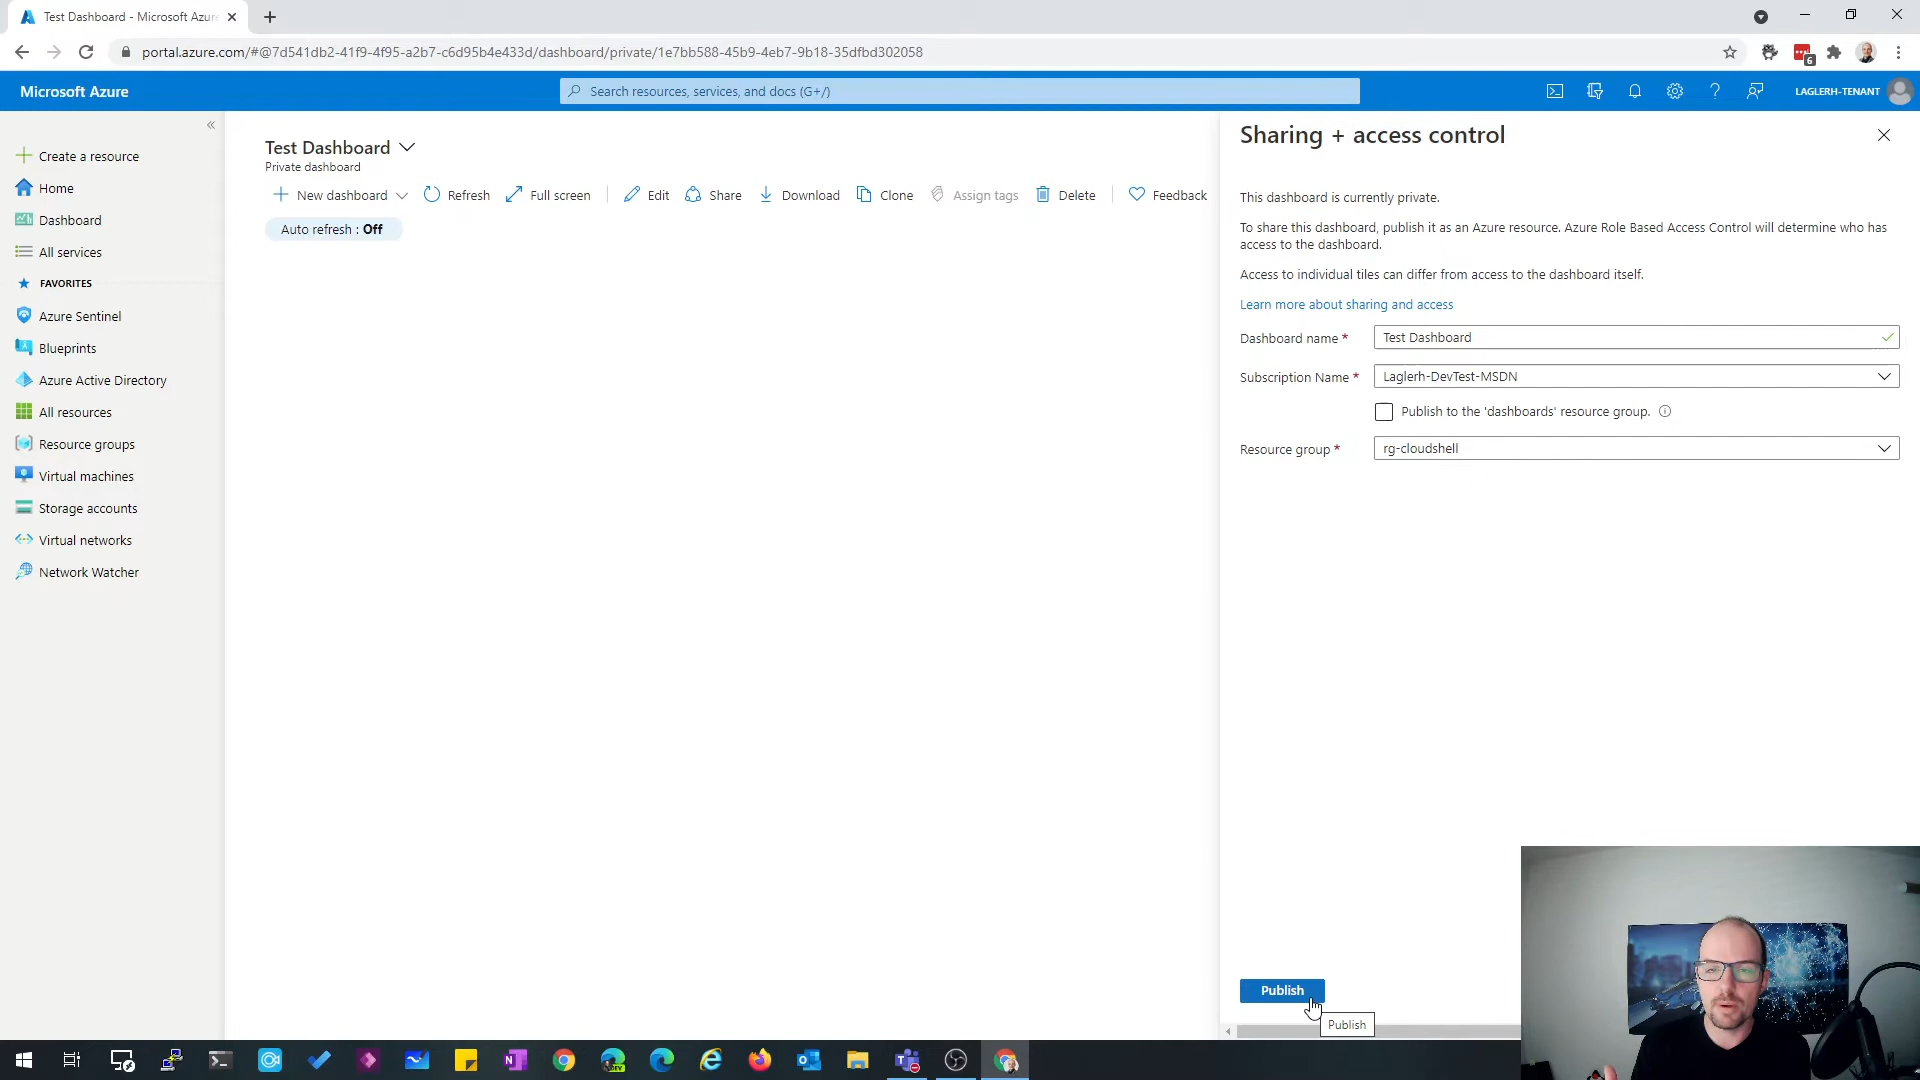 Test Dashboard - Microsoft Azur
portal.azure.com/#@7d541db2-41f9-4f95-a2b7-c6d95b4e433d/dashboard/private/1e7bb588-45b9-4eb7-9b18-35dfbd302058
6
Microsoft Azure
Search resources, services, and docs (G+/)
LAGLERH-TENANT
Create a resource
Home
Dashboard
All services
FAVORITES
Azure Sentinel
Blueprints
Azure Active Directory
All resources
Resource groups
Virtual machines
Storage accounts
Virtual networks
Network Watcher
Test Dashboard
Private dashboard
New dashboard
Refresh
Full screen
Edit
Share
Download
Clone
Assign tags
Delete
Feedback
Auto refresh : Off
Sharing + access control
This dashboard is currently private.
To share this dashboard, publish it as an Azure resource. Azure Role Based Access Control will determine who has
access to the dashboard.
Access to individual tiles can differ from access to the dashboard itself.
Learn more about sharing and access
Dashboard name * Test Dashboard
Subscription Name * Laglerh-DevTest-MSDN
Publish to the 'dashboards' resource group.
Resource group * rg-cloudshell
Publish
Publish